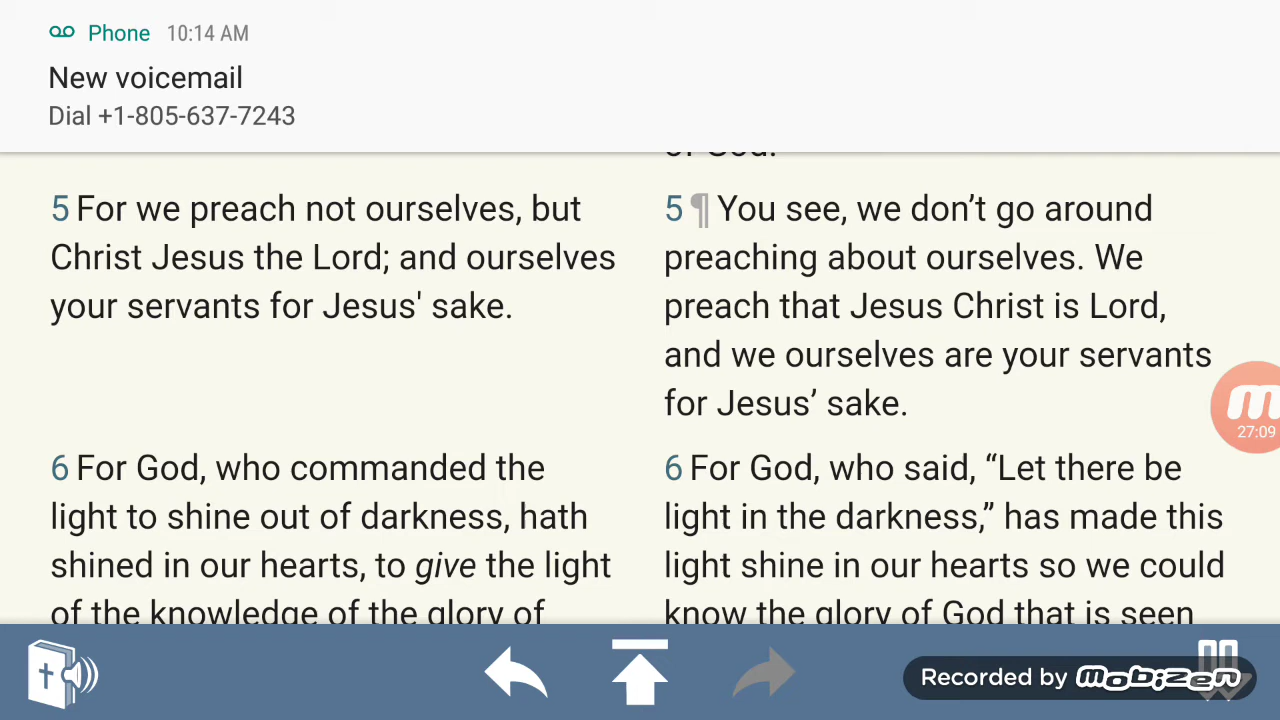 Phone 10:14 AM
New voicemail
Dial +1-805-637-7243
of God.
5 For we preach not ourselves, but
Christ Jesus the Lord; and ourselves
your servants for Jesus' sake.
5 ¶ You see, we don’t go around
preaching about ourselves. We
preach that Jesus Christ is Lord,
and we ourselves are your servants
for Jesus’ sake.
6 For God, who commanded the
light to shine out of darkness, hath
shined in our hearts, to give the light
of the knowledge of the glory of
6 For God, who said, “Let there be
light in the darkness,” has made this
light shine in our hearts so we could
know the glory of God that is seen
27:09
Recorded by mobizen